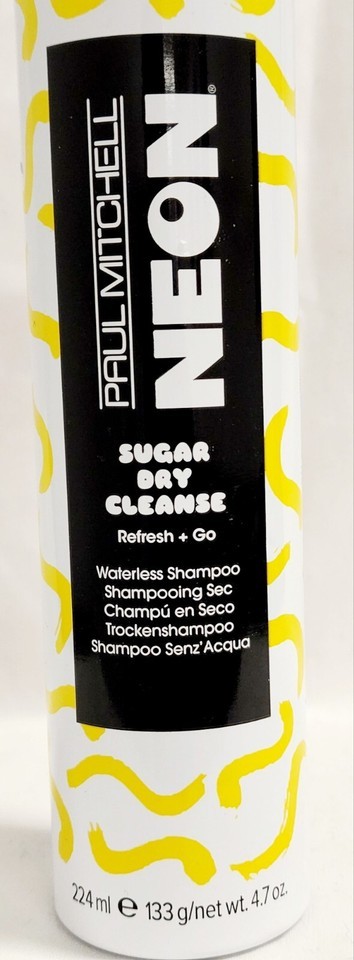 PAUL MITCHELL
NEON®
SUGAR
DRY
CLEANSE
Refresh + Go
Waterless Shampoo
Shampooing Sec
Champú en Seco
Trockenshampoo
Shampoo Senz'Acqua
224 ml ℮ 133 g/net wt. 4.7 oz.